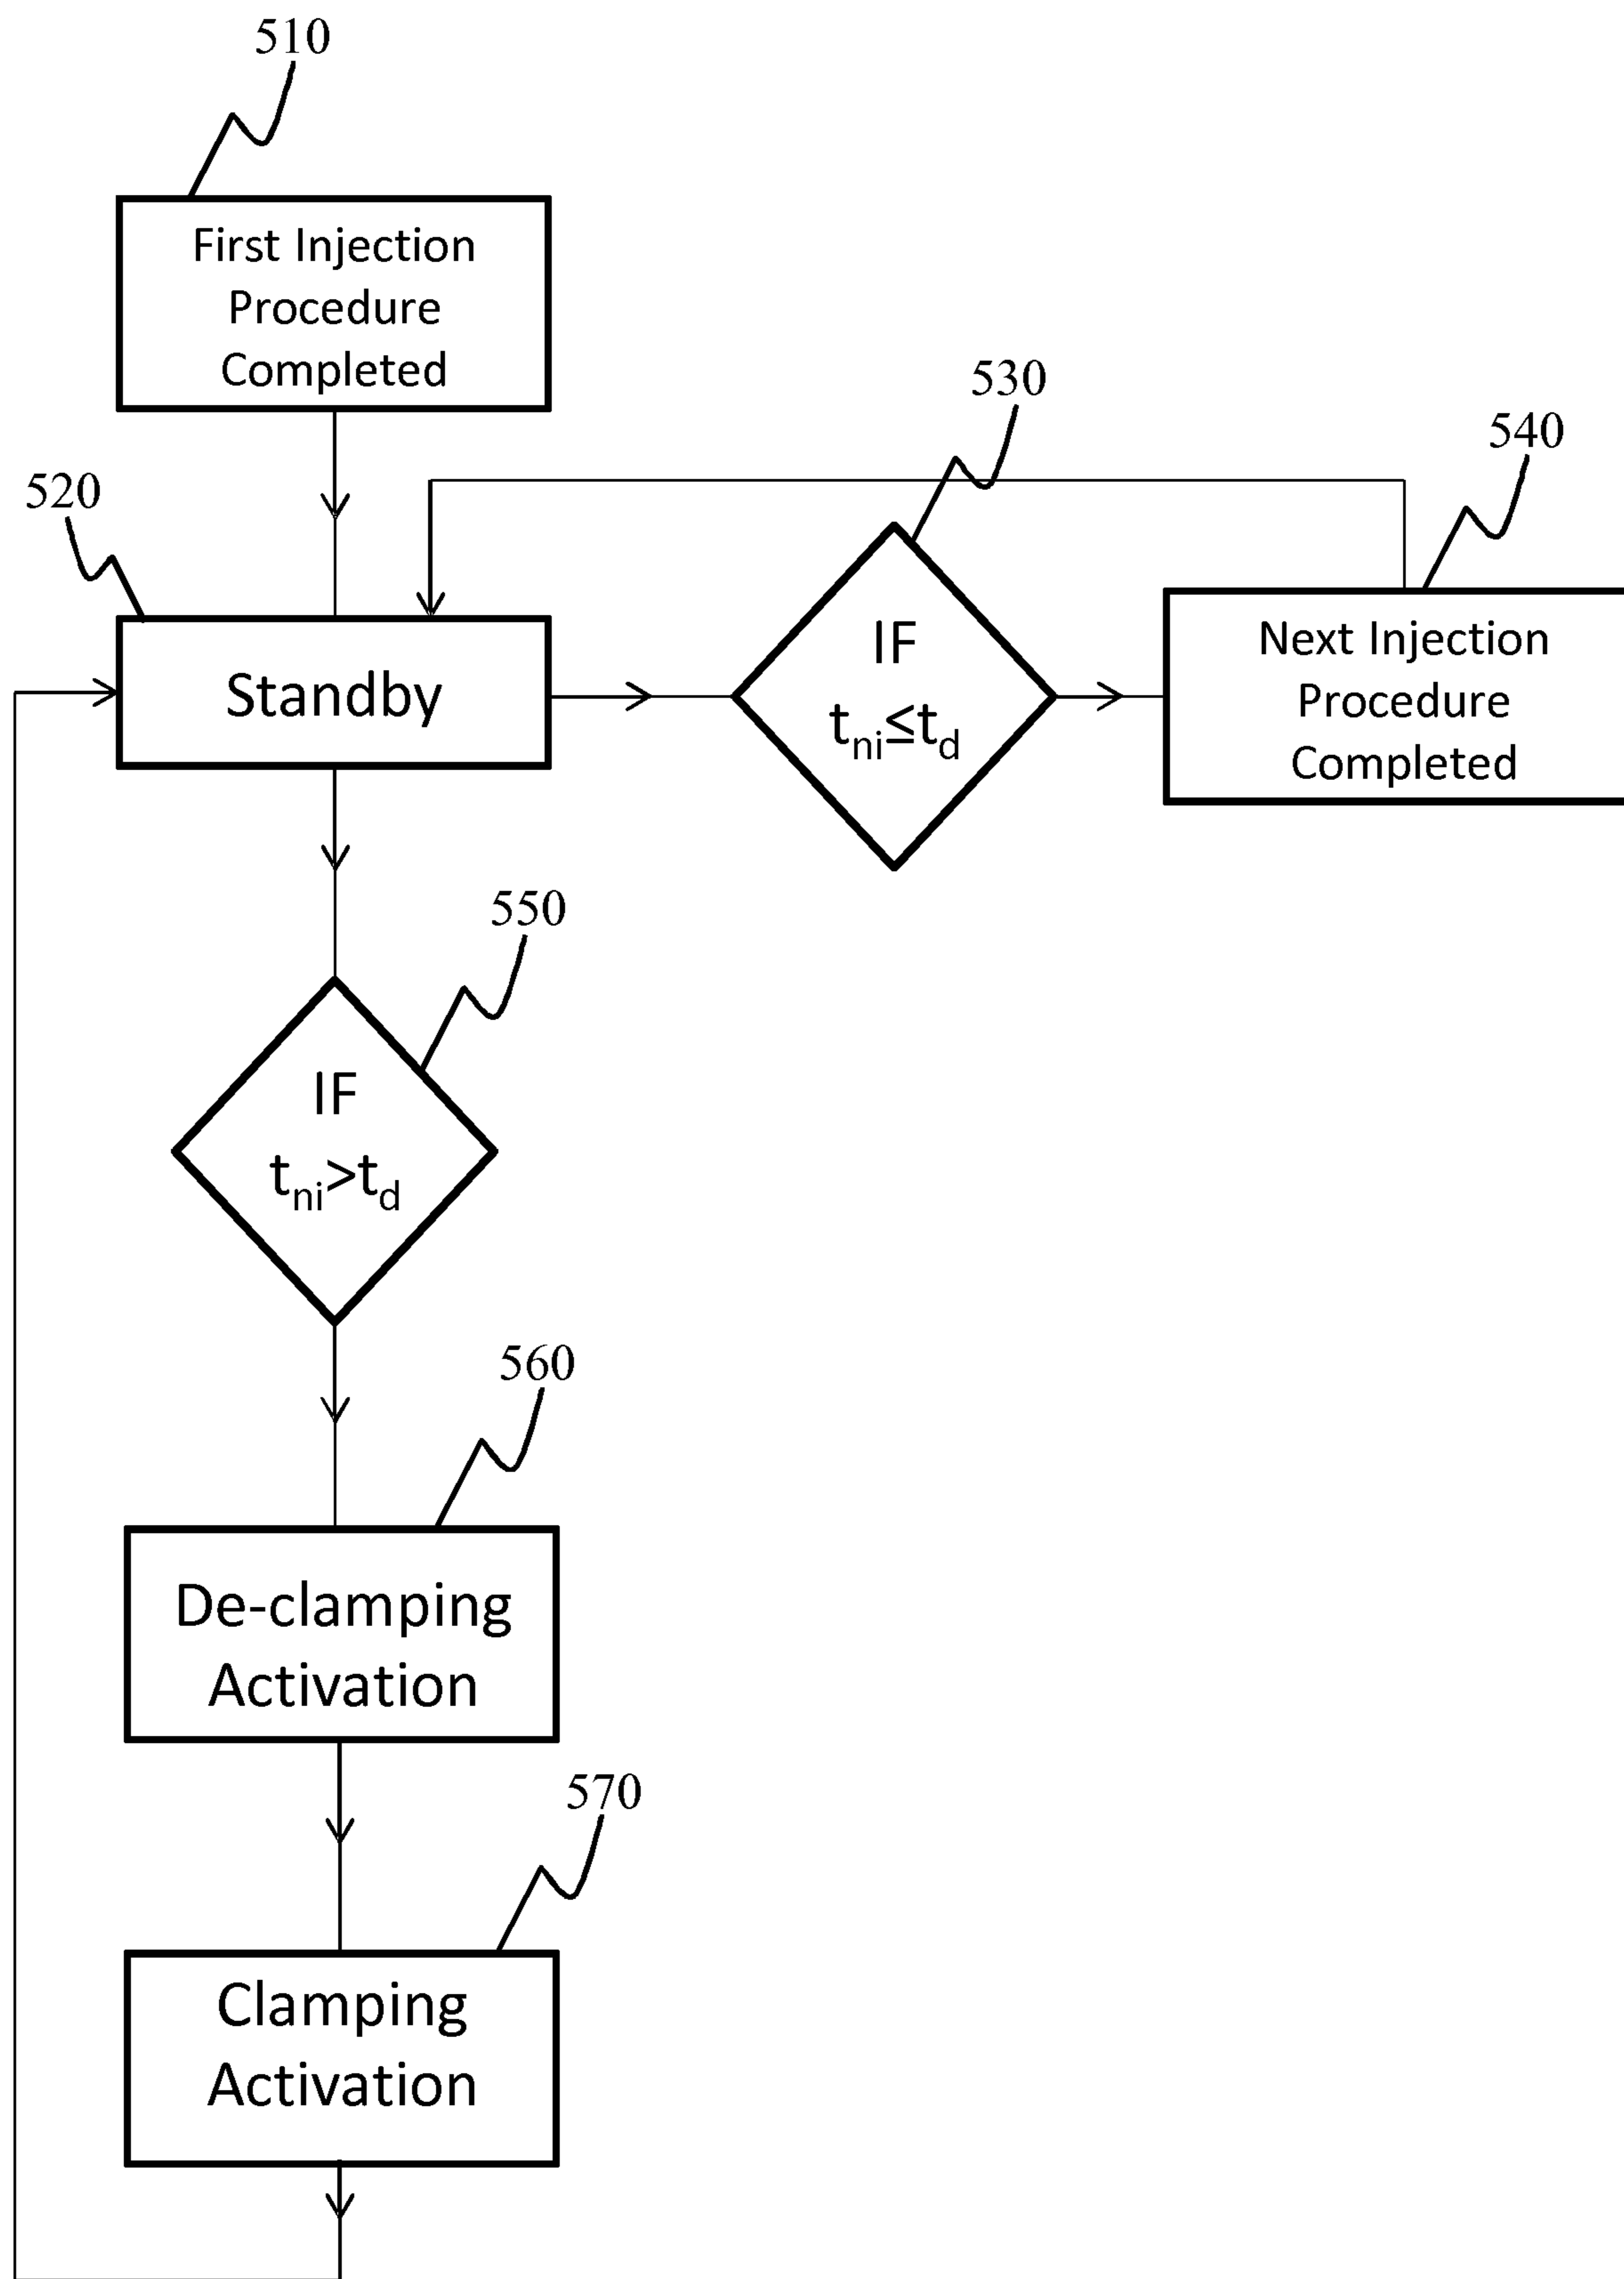 510
First Injection
Procedure
Completed
530
540
520
Standby
IF
tni≤td
Next Injection
Procedure
Completed
550
IF
tni>td
560
De-clamping
Activation
570
Clamping
Activation